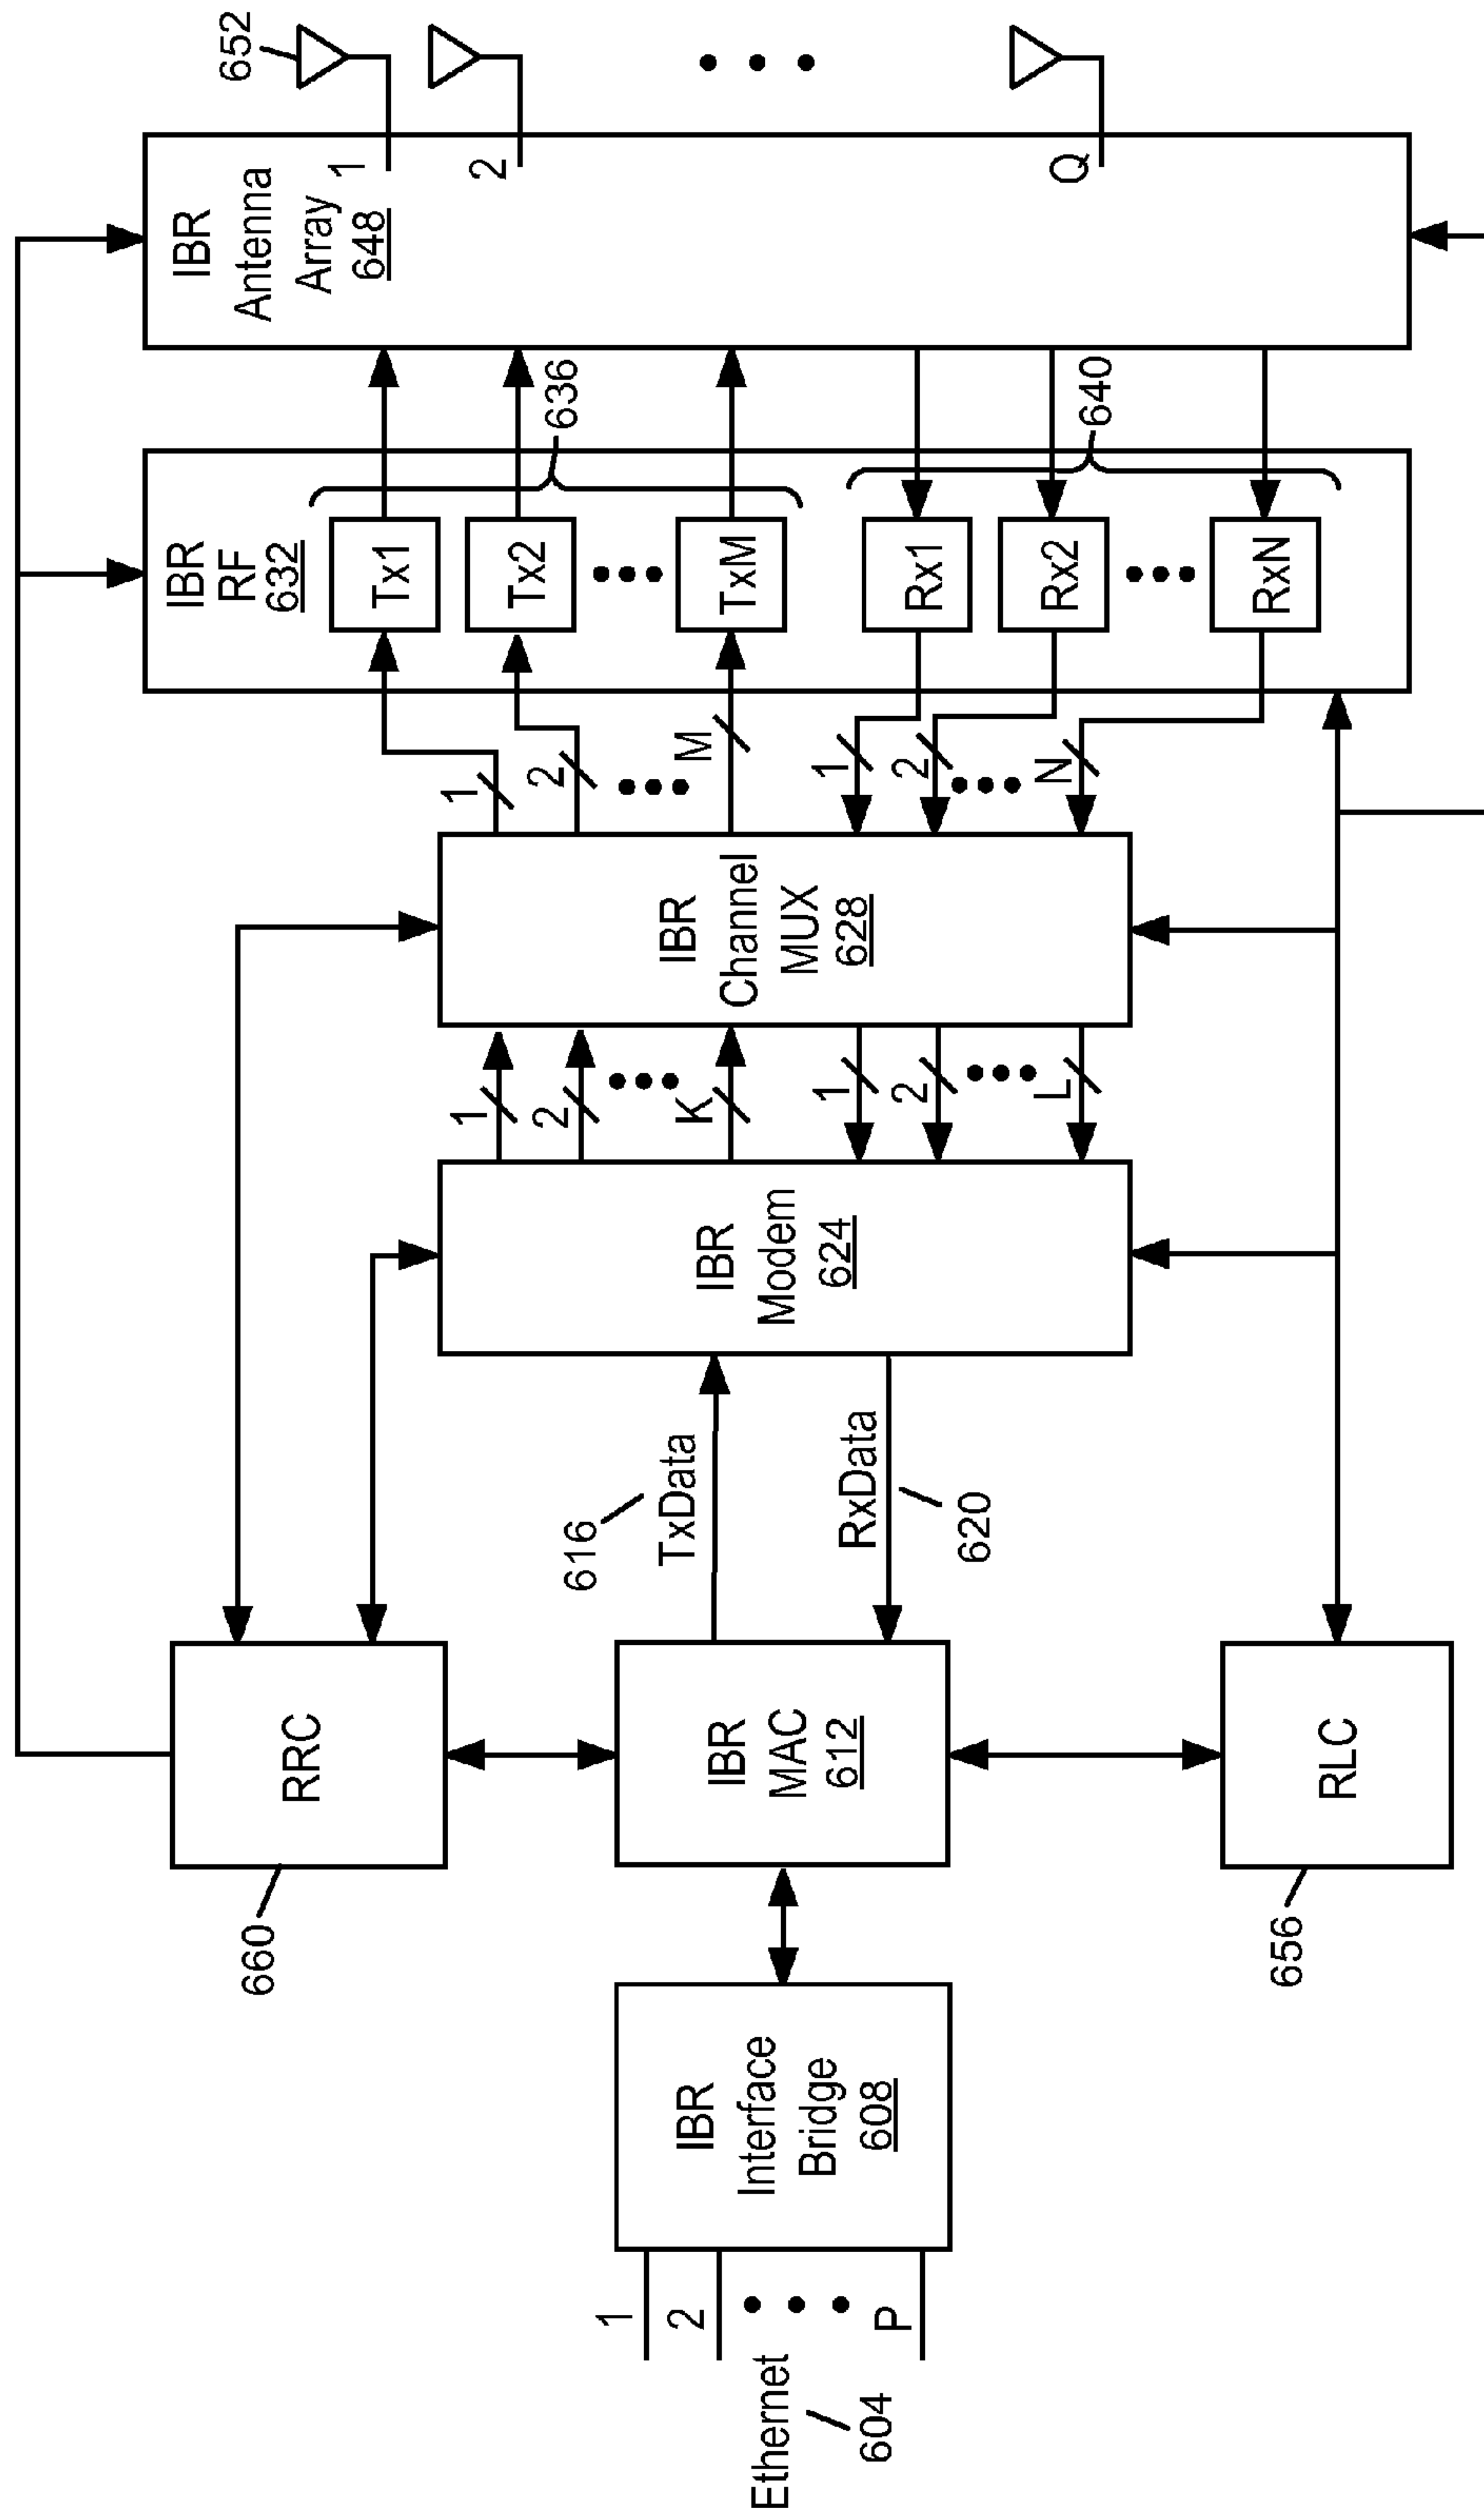 Ethernet
604
1
2
P
IBR
Interface
Bridge
608
660
RRC
IBR
MAC
612
656
RLC
616
TxData
RxData
620
IBR
Modem
624
1
2
K
1
2
L
IBR
Channel
MUX
628
1
2
M
1
2
N
IBR
RF
632
Tx1
Tx2
TxM
Rx1
Rx2
RxN
636
640
IBR
Antenna
Array
648
1
2
Q
652